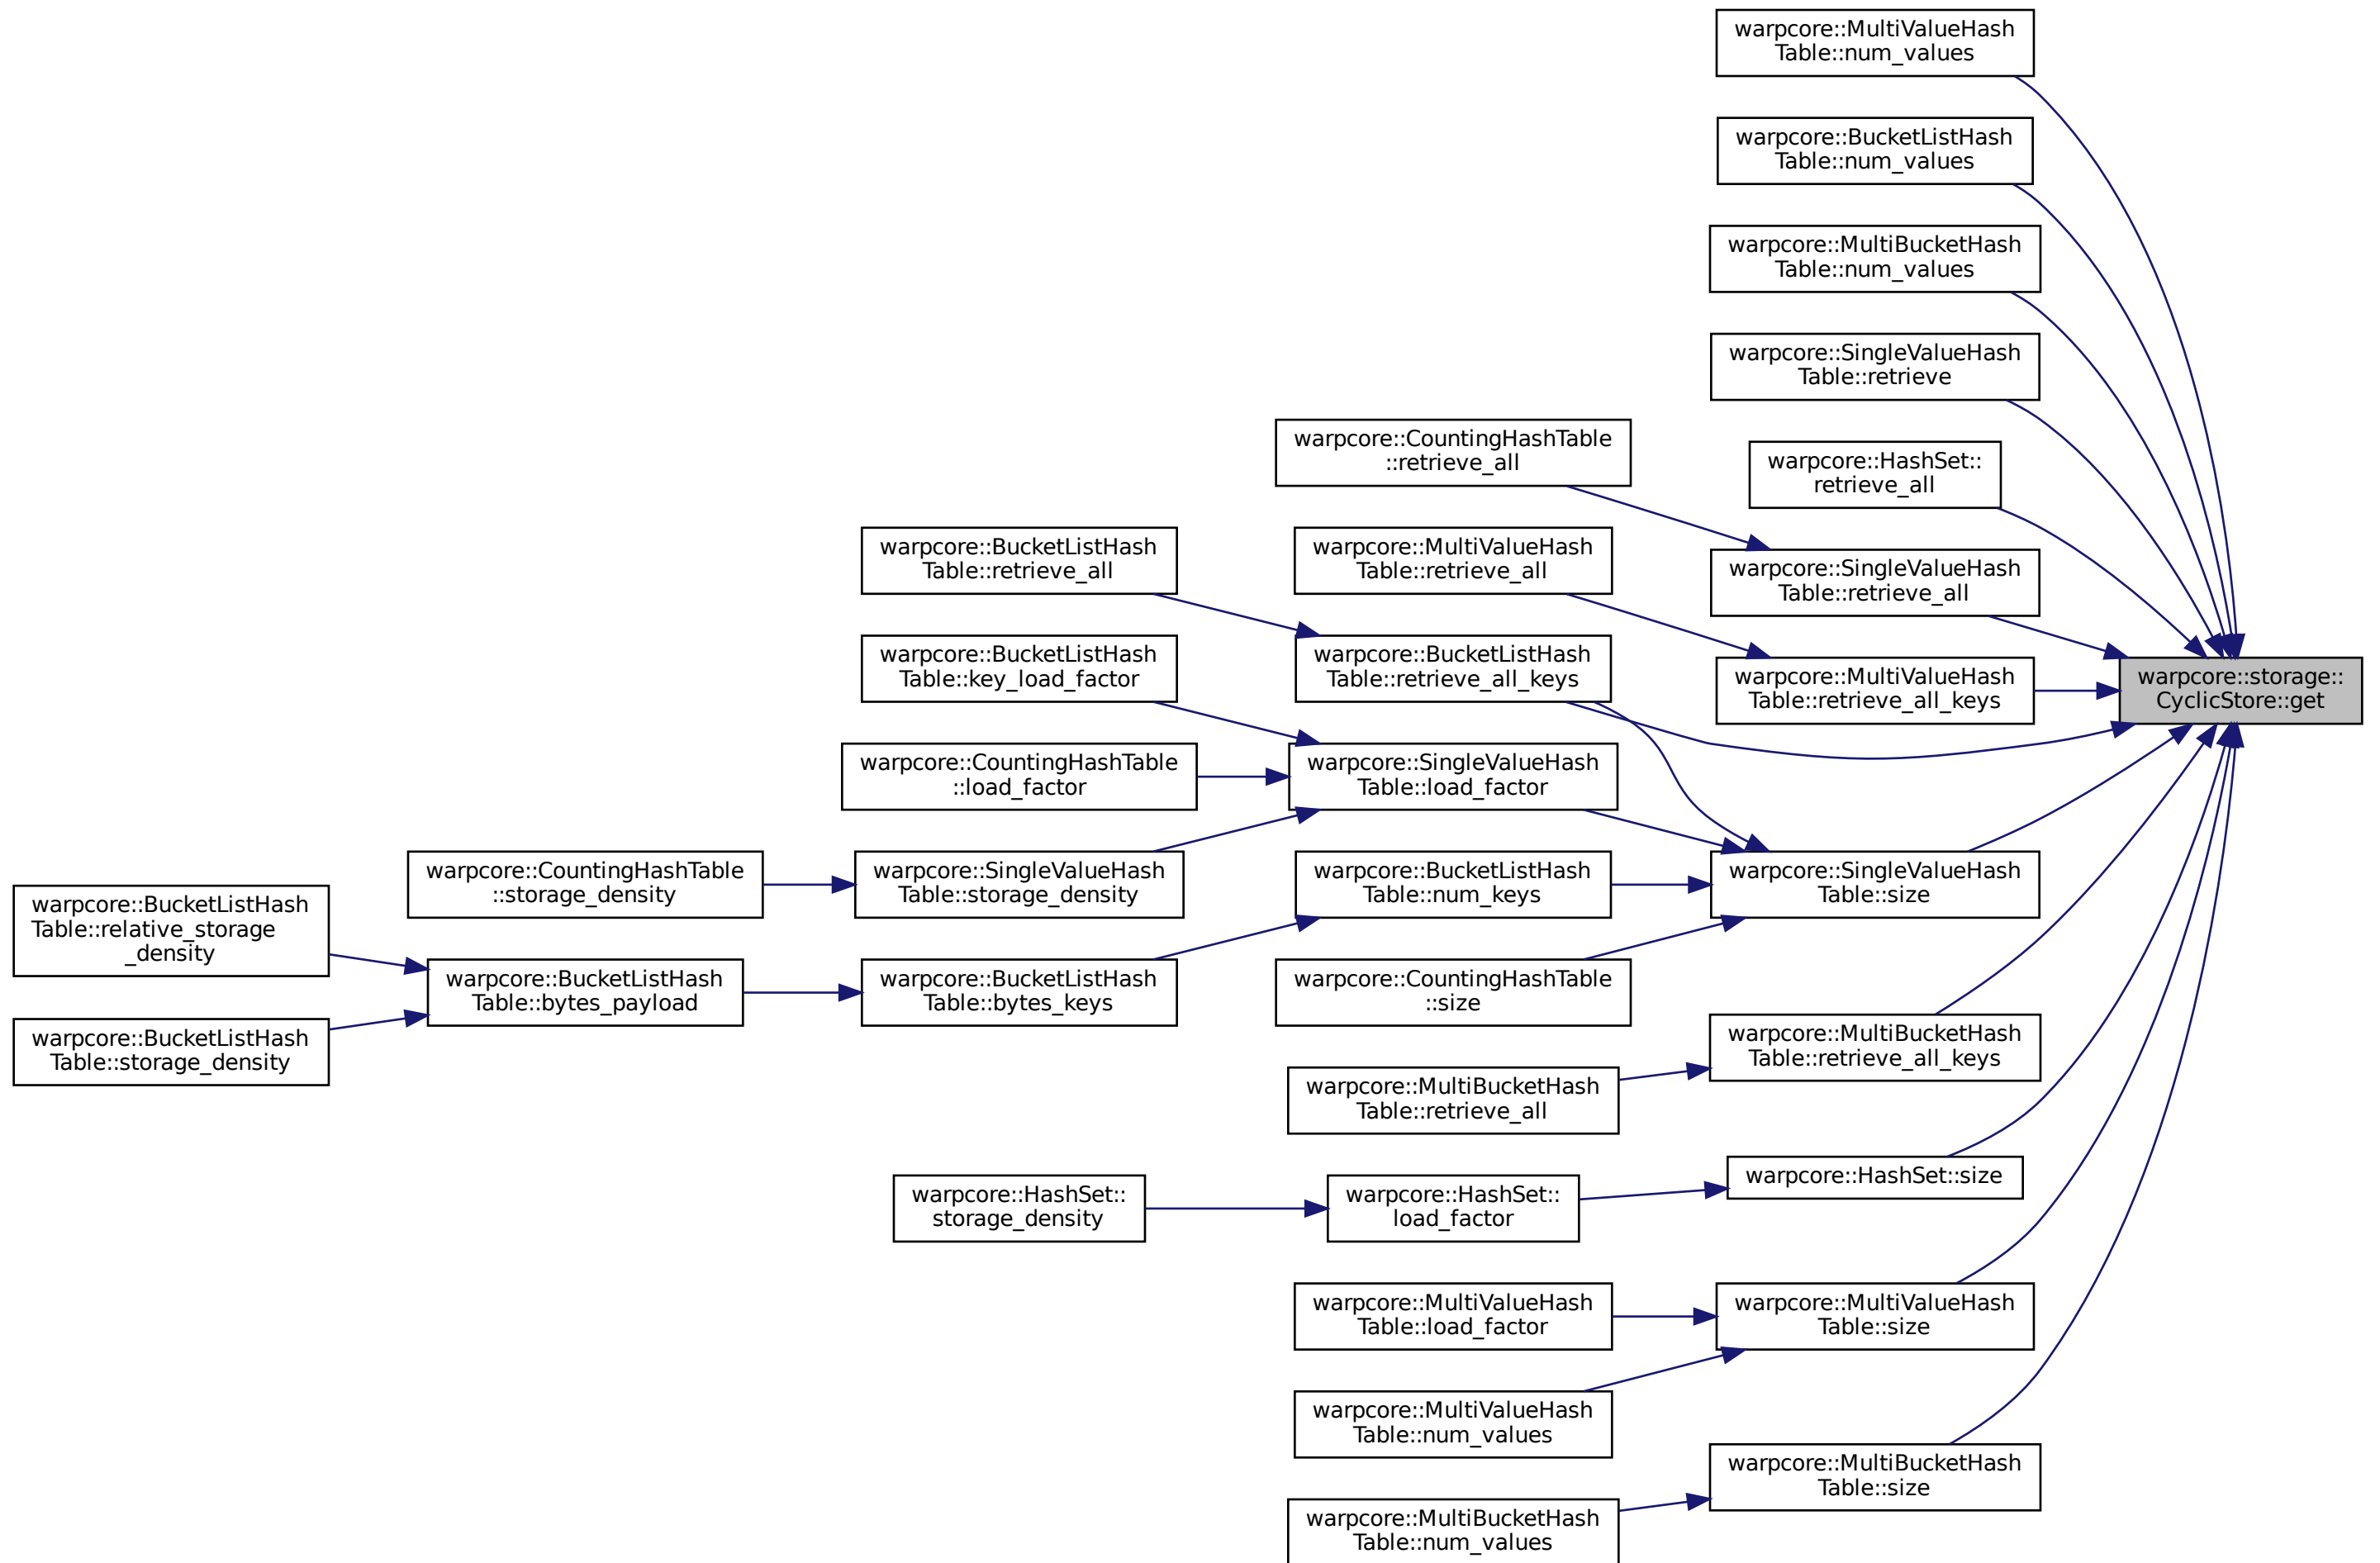 warpcore::MultiValueHash
Table::num_values
warpcore::BucketListHash
Table::num_values
warpcore::MultiBucketHash
Table::num_values
warpcore::SingleValueHash
Table::retrieve
warpcore::CountingHashTable
::retrieve_all
warpcore::HashSet::
retrieve_all
warpcore::BucketListHash
Table::retrieve_all
warpcore::MultiValueHash
Table::retrieve_all
warpcore::SingleValueHash
Table::retrieve_all
warpcore::BucketListHash
Table::key_load_factor
warpcore::BucketListHash
Table::retrieve_all_keys
warpcore::MultiValueHash
Table::retrieve_all_keys
warpcore::storage::
CyclicStore::get
warpcore::CountingHashTable
::load_factor
warpcore::SingleValueHash
Table::load_factor
warpcore::CountingHashTable
::storage_density
warpcore::SingleValueHash
Table::storage_density
warpcore::BucketListHash
Table::num_keys
warpcore::SingleValueHash
Table::size
warpcore::BucketListHash
Table::relative_storage
_density
warpcore::BucketListHash
Table::bytes_payload
warpcore::BucketListHash
Table::bytes_keys
warpcore::CountingHashTable
::size
warpcore::BucketListHash
Table::storage_density
warpcore::MultiBucketHash
Table::retrieve_all_keys
warpcore::MultiBucketHash
Table::retrieve_all
warpcore::HashSet::size
warpcore::HashSet::
storage_density
warpcore::HashSet::
load_factor
warpcore::MultiValueHash
Table::load_factor
warpcore::MultiValueHash
Table::size
warpcore::MultiValueHash
Table::num_values
warpcore::MultiBucketHash
Table::size
warpcore::MultiBucketHash
Table::num_values